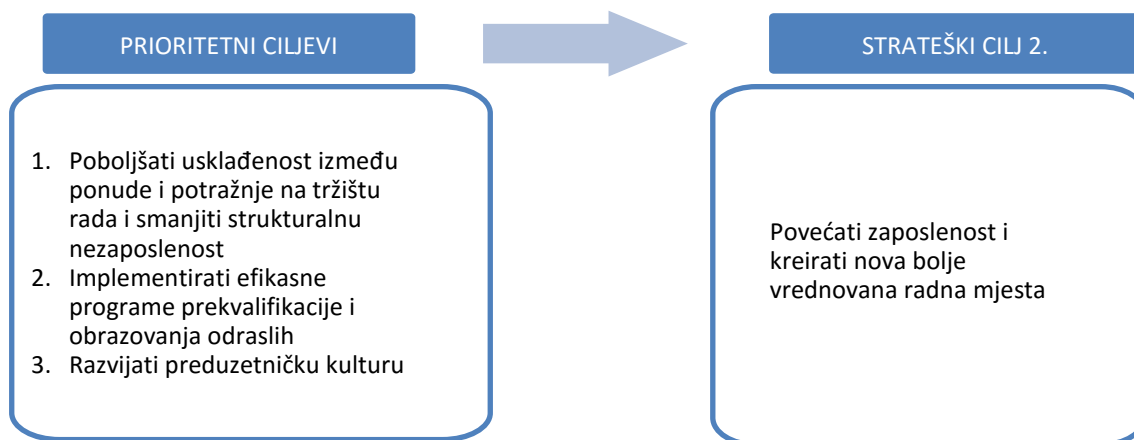 PRIORITETNI CILJEVI
1. Poboljšati usklađenost između
ponude i potražnje na tržištu
rada i smanjiti strukturalnu
nezaposlenost
2. Implementirati efikasne
programe prekvalifikacije i
obrazovanja odraslih
3. Razvijati preduzetničku kulturu
STRATEŠKI CILJ 2.
Povećati zaposlenost i
kreirati nova bolje
vrednovana radna mjesta